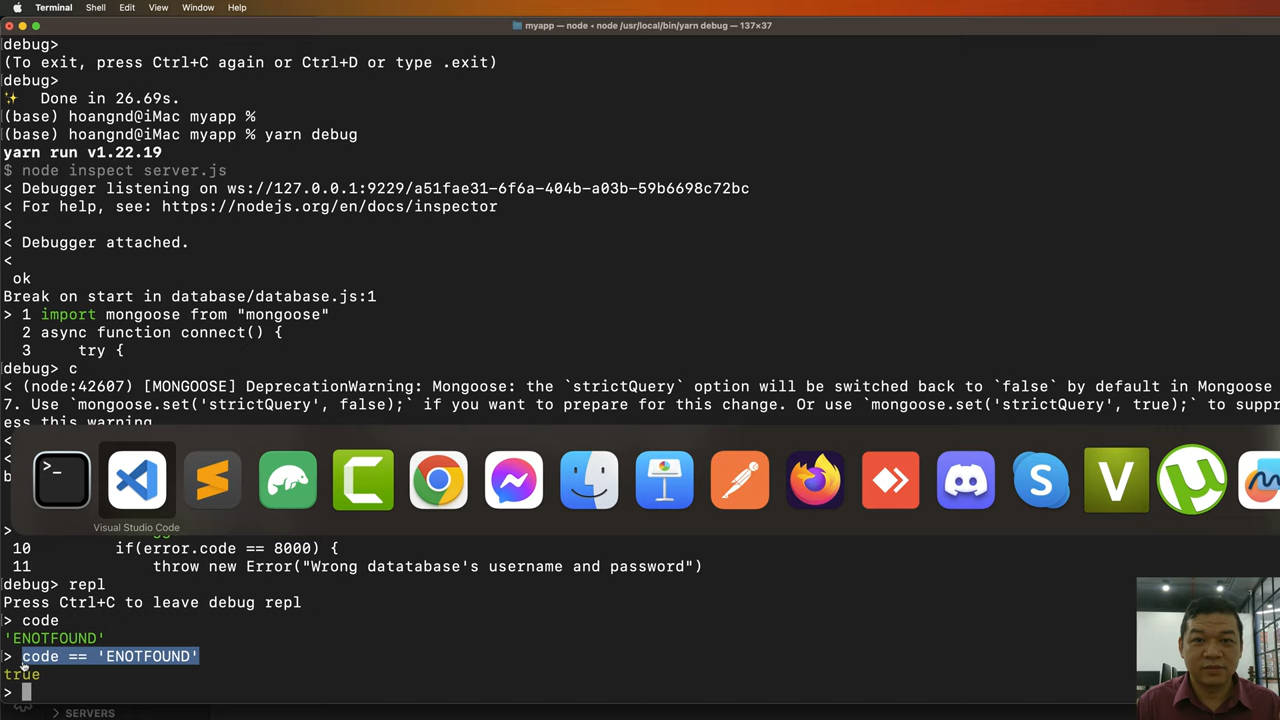 Terminal Shell Edit View Window Help
myapp — node • node /usr/local/bin/yarn debug — 137×37
debug>
(To exit, press Ctrl+C again or Ctrl+D or type .exit)
debug>
✨ Done in 26.69s.
(base) hoangnd@iMac myapp %
(base) hoangnd@iMac myapp % yarn debug
yarn run v1.22.19
$ node inspect server.js
< Debugger listening on ws://127.0.0.1:9229/a51fae31-6f6a-404b-a03b-59b6698c72bc
< For help, see: https://nodejs.org/en/docs/inspector
<
< Debugger attached.
<
ok
Break on start in database/database.js:1
> 1 import mongoose from "mongoose"
2 async function connect() {
3 try {
debug> c
< (node:42607) [MONGOOSE] DeprecationWarning: Mongoose: the `strictQuery` option will be switched back to `false` by default in Mongoose
7. Use `mongoose.set('strictQuery', false);` if you want to prepare for this change. Or use `mongoose.set('strictQuery', true);` to suppr
ess this warning
<
b
>_
V
Visual Studio Code
>
10 if(error.code == 8000) {
11 throw new Error("Wrong datatabase's username and password")
debug> repl
Press Ctrl+C to leave debug repl
> code
'ENOTFOUND'
> code == 'ENOTFOUND'
true
>
> SERVERS